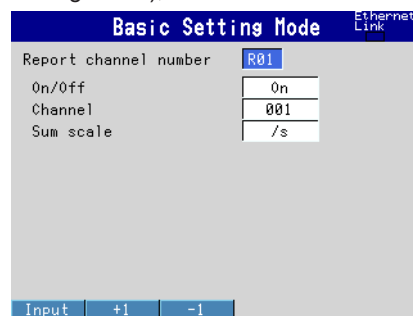 Basic Setting Mode
Ethernet
Link
Report channel number R01
On/Off On
Channel 001
Sum scale /s
Input +1 -1